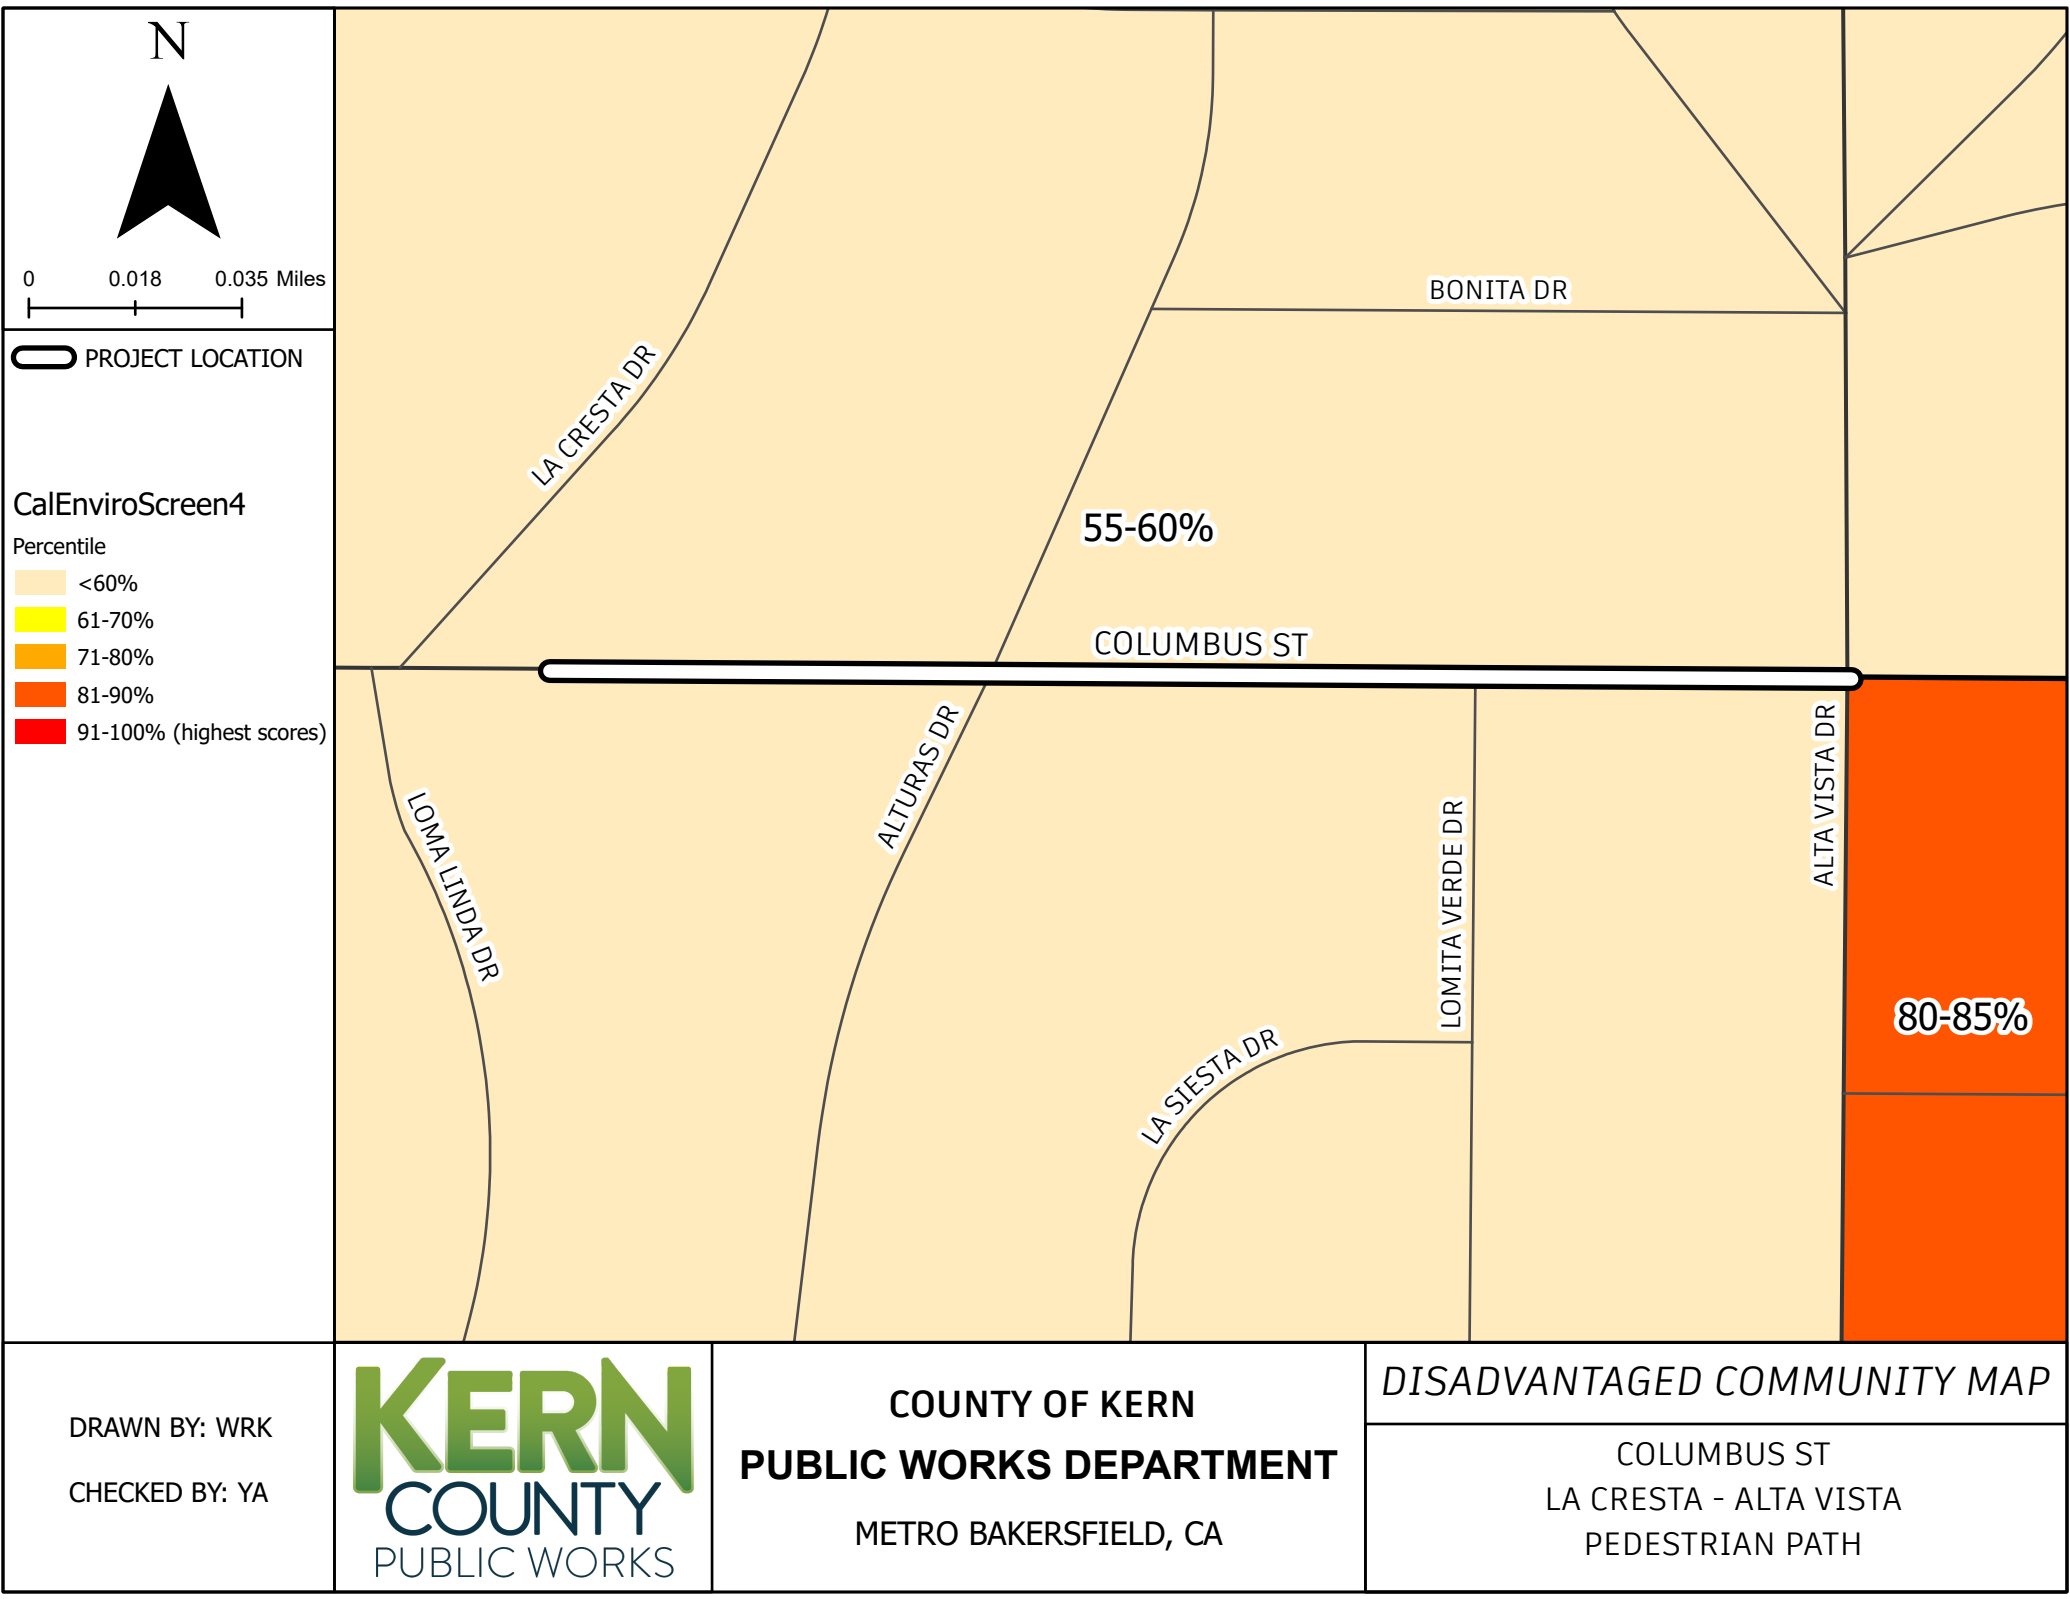 N
0 0.018 0.035 Miles
PROJECT LOCATION
CalEnviroScreen4
Percentile
<60%
61-70%
71-80%
81-90%
91-100% (highest scores)
BONITA DR
LA CRESTA DR
55-60%
COLUMBUS ST
ALTURAS DR
ALTA VISTA DR
LOMA LINDA DR
LOMITA VERDE DR
80-85%
LA SIESTA DR
DRAWN BY: WRK
CHECKED BY: YA
KERN
COUNTY
PUBLIC WORKS
COUNTY OF KERN
PUBLIC WORKS DEPARTMENT
METRO BAKERSFIELD, CA
DISADVANTAGED COMMUNITY MAP
COLUMBUS ST
LA CRESTA - ALTA VISTA
PEDESTRIAN PATH